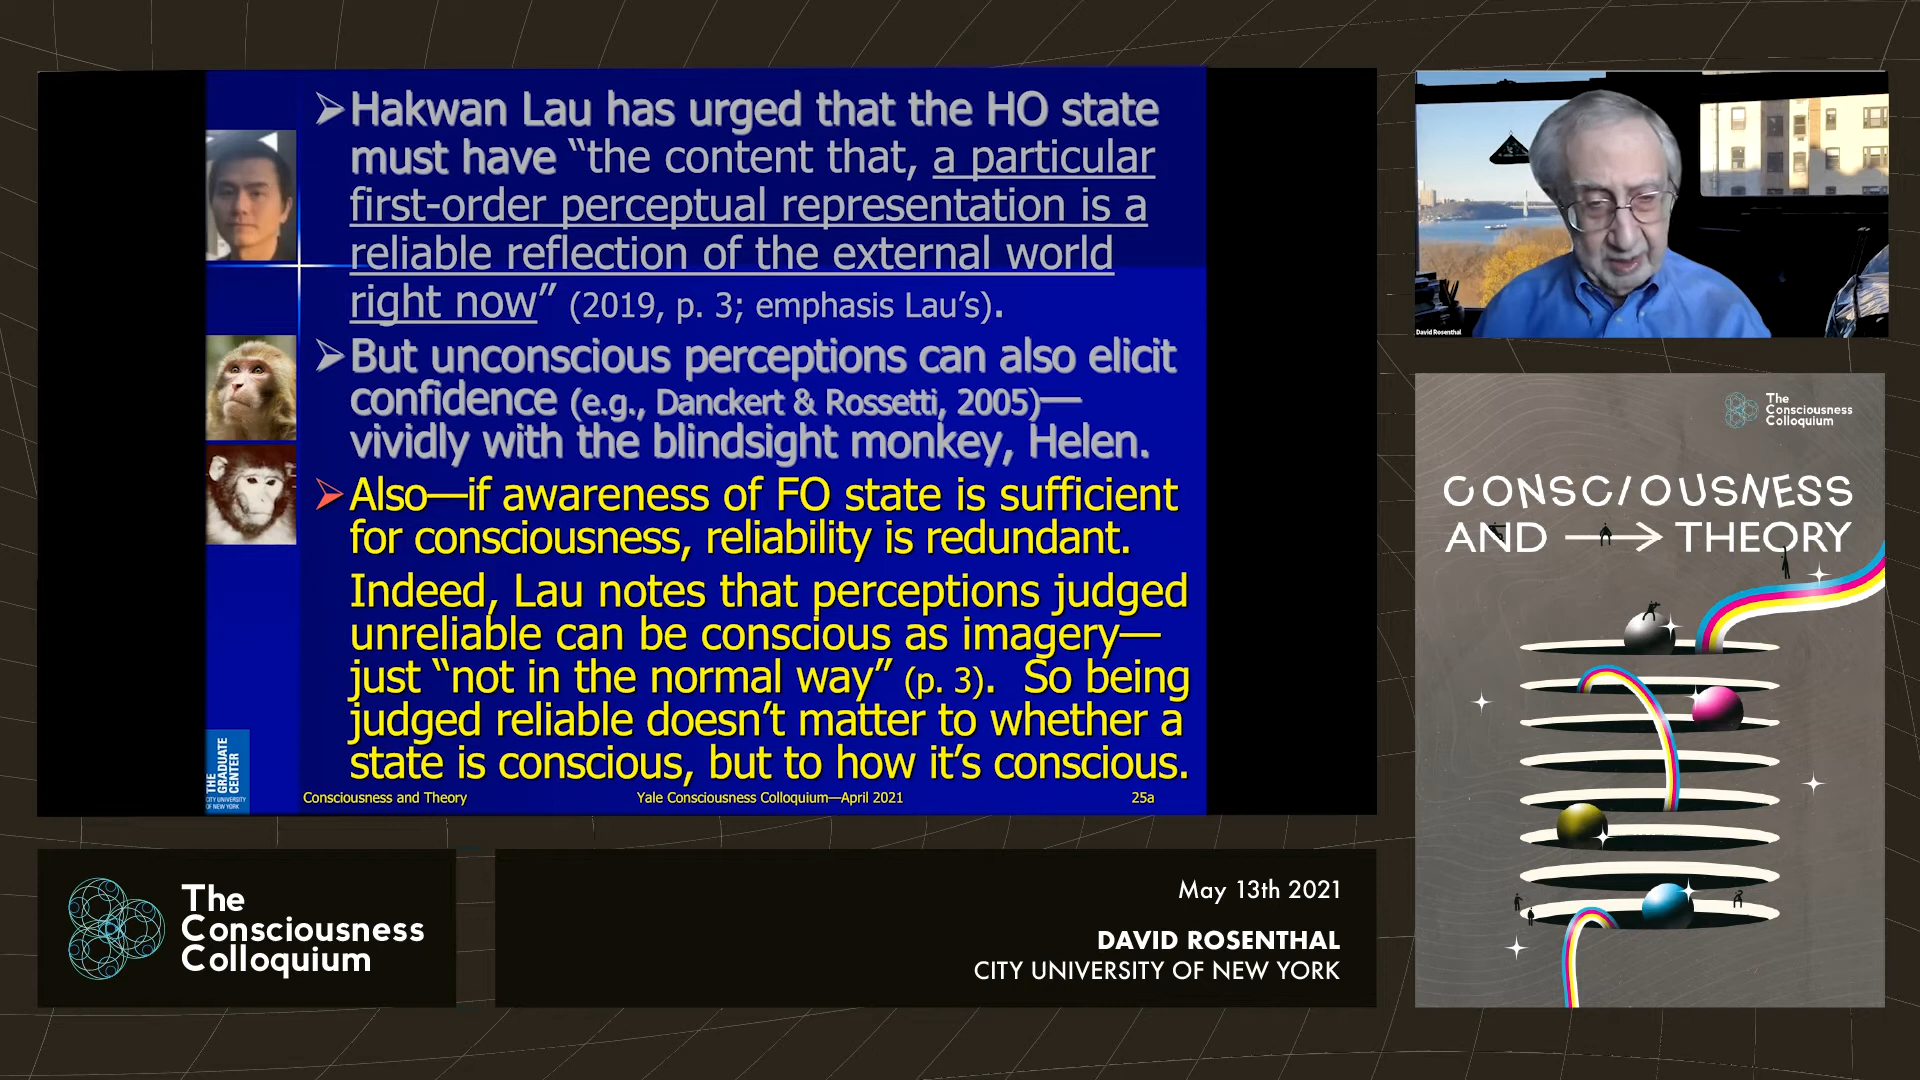 ➢Hakwan Lau has urged that the HO state
must have “the content that, a particular
first-order perceptual representation is a
reliable reflection of the external world
right now” (2019, p. 3; emphasis Lau’s).
➢But unconscious perceptions can also elicit
confidence (e.g., Danckert & Rossetti, 2005)—
vividly with the blindsight monkey, Helen.
➢Also—if awareness of FO state is sufficient
for consciousness, reliability is redundant.
Indeed, Lau notes that perceptions judged
unreliable can be conscious as imagery—
just “not in the normal way” (p. 3). So being
judged reliable doesn’t matter to whether a
state is conscious, but to how it’s conscious.
THE
GRADUATE
CENTER
CITY UNIVERSITY
OF NEW YORK
Consciousness and Theory
Yale Consciousness Colloquium—April 2021
25a
David Rosenthal
The
Consciousness
Colloquium
CONSC/OUSNESS
AND → THEORY
The
Consciousness
Colloquium
May 13th 2021
DAVID ROSENTHAL
CITY UNIVERSITY OF NEW YORK